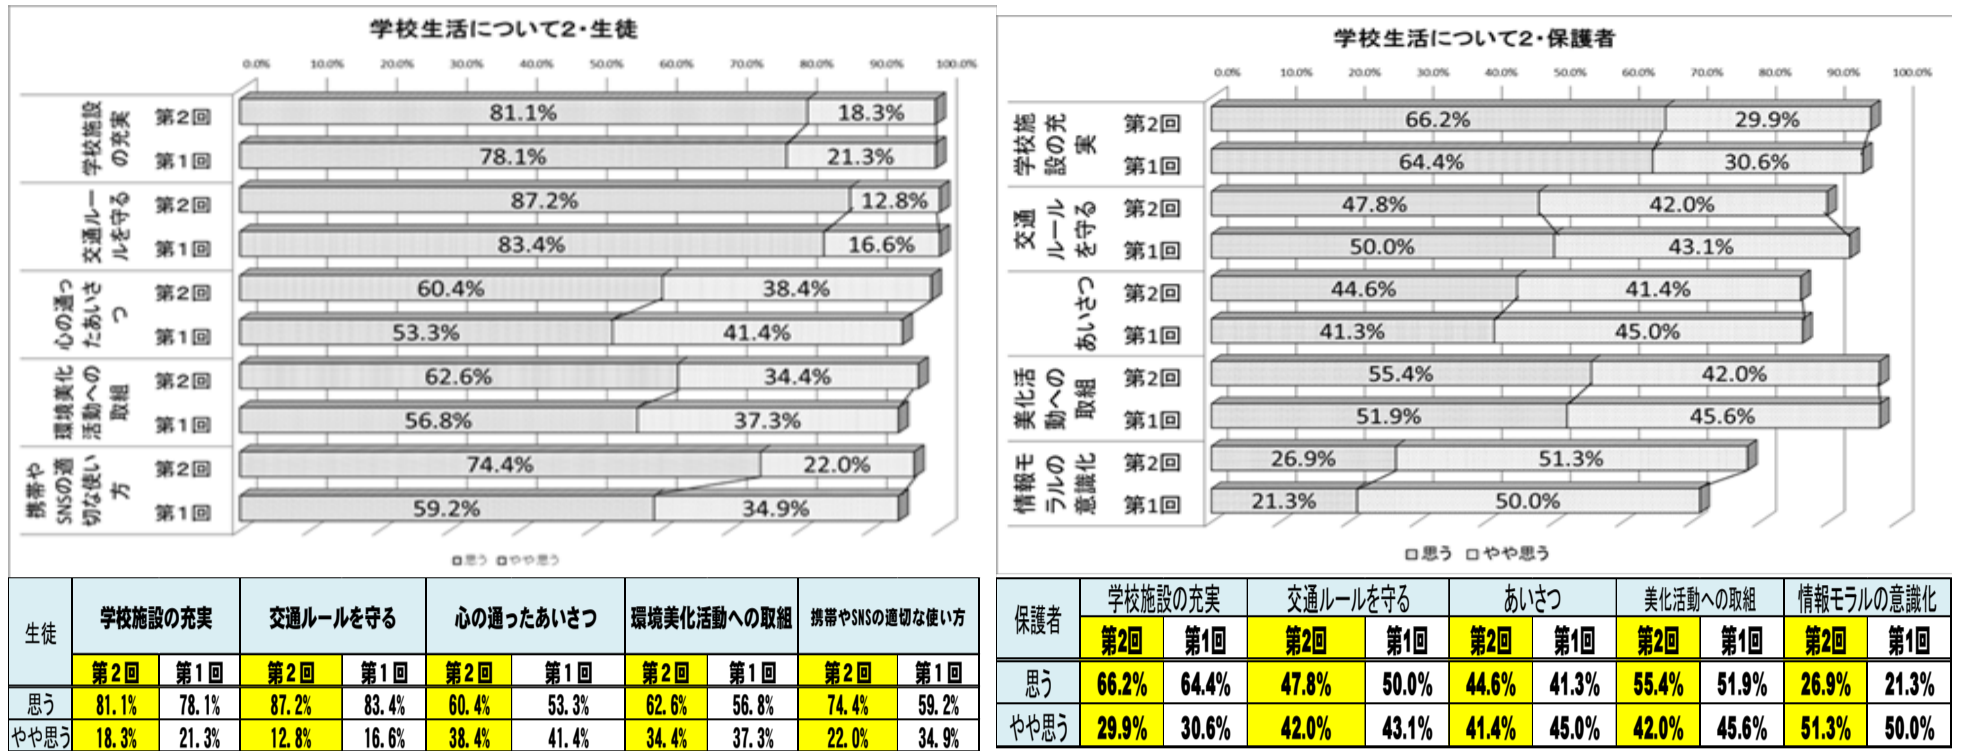 学校生活について2・生徒
0.0% 10.0% 20.0% 30.0% 40.0% 50.0% 60.0% 70.0% 80.0% 90.0% 100.0%
学校施設
の充実
第2回 81.1% 18.3%
第1回 78.1% 21.3%
交通ルー
ルを守る
第2回 87.2% 12.8%
第1回 83.4% 16.6%
心の通っ
たあいさ
つ
第2回 60.4% 38.4%
第1回 53.3% 41.4%
環境美化
活動への
取組
第2回 62.6% 34.4%
第1回 56.8% 37.3%
携帯や
SNSの適
切な使い
方
第2回 74.4% 22.0%
第1回 59.2% 34.9%
思う やや思う
学校生活について2・保護者
0.0% 10.0% 20.0% 30.0% 40.0% 50.0% 60.0% 70.0% 80.0% 90.0% 100.0%
学校施
設の充
実
第2回 66.2% 29.9%
第1回 64.4% 30.6%
交通
ルール
を守る
第2回 47.8% 42.0%
第1回 50.0% 43.1%
あいさつ
第2回 44.6% 41.4%
第1回 41.3% 45.0%
美化活
動への
取組
第2回 55.4% 42.0%
第1回 51.9% 45.6%
情報モ
ラルの
意識化
第2回 26.9% 51.3%
第1回 21.3% 50.0%
思う やや思う
生徒 学校施設の充実 交通ルールを守る 心の通ったあいさつ 環境美化活動への取組 携帯やSNSの適切な使い方
第2回 第1回 第2回 第1回 第2回 第1回 第2回 第1回 第2回 第1回
思う 81.1% 78.1% 87.2% 83.4% 60.4% 53.3% 62.6% 56.8% 74.4% 59.2%
やや思う 18.3% 21.3% 12.8% 16.6% 38.4% 41.4% 34.4% 37.3% 22.0% 34.9%
保護者 学校施設の充実 交通ルールを守る あいさつ 美化活動への取組 情報モラルの意識化
第2回 第1回 第2回 第1回 第2回 第1回 第2回 第1回 第2回 第1回
思う 66.2% 64.4% 47.8% 50.0% 44.6% 41.3% 55.4% 51.9% 26.9% 21.3%
やや思う 29.9% 30.6% 42.0% 43.1% 41.4% 45.0% 42.0% 45.6% 51.3% 50.0%